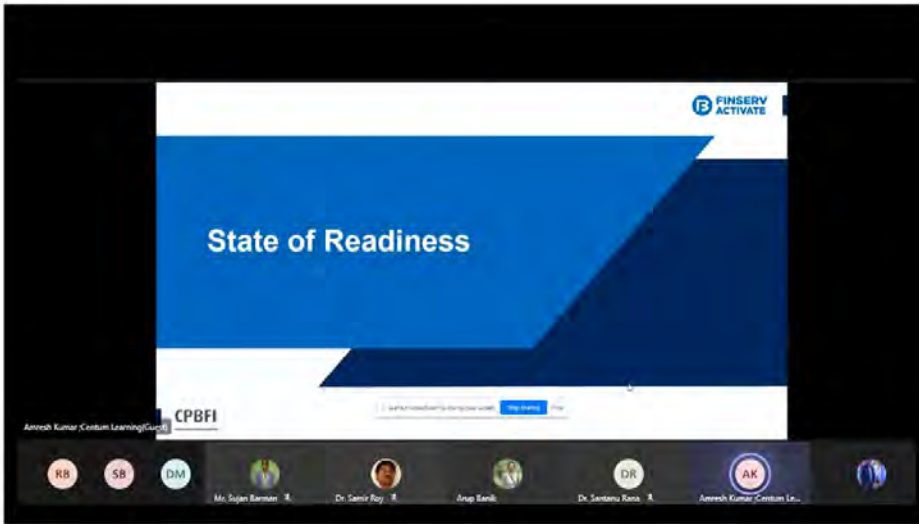 FINSERV
ACTIVATE
State of Readiness
CPBFI
Stop sharing
Hide
Amresh Kumar;Centum Learning(Guest)
RB
SB
DM
Mr. Sujan Barman
Dr. Samir Roy
Arup Banik
DR
Dr. Santanu Rana
AK
Amresh Kumar;Centum Le...